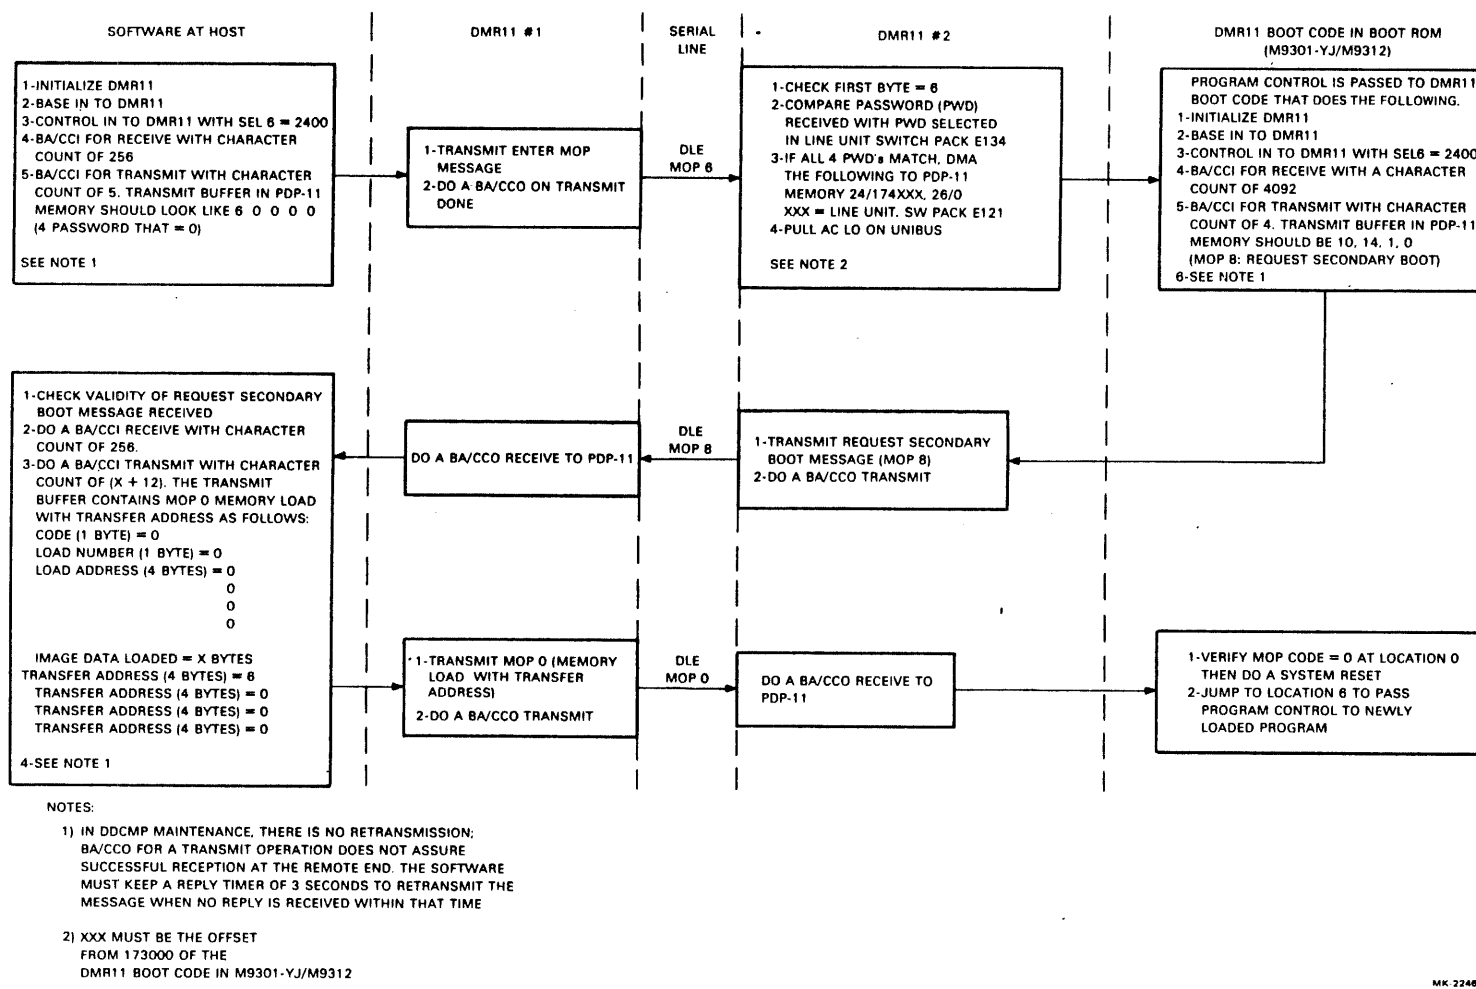 SOFTWARE AT HOST
DMR11 #1
SERIAL
LINE
DMR11 #2
DMR11 BOOT CODE IN BOOT ROM
(M9301-YJ/M9312)
1-INITIALIZE DMR11
2-BASE IN TO DMR11
3-CONTROL IN TO DMR11 WITH SEL 6 = 2400
4-BA/CCI FOR RECEIVE WITH CHARACTER
COUNT OF 256
5-BA/CCI FOR TRANSMIT WITH CHARACTER
COUNT OF 5. TRANSMIT BUFFER IN PDP-11
MEMORY SHOULD LOOK LIKE 6 0 0 0 0
(4 PASSWORD THAT = 0)
SEE NOTE 1
1-TRANSMIT ENTER MOP
MESSAGE
2-DO A BA/CCO ON TRANSMIT
DONE
DLE
MOP 6
1-CHECK FIRST BYTE = 6
2-COMPARE PASSWORD (PWD)
RECEIVED WITH PWD SELECTED
IN LINE UNIT SWITCH PACK E134
3-IF ALL 4 PWD's MATCH, DMA
THE FOLLOWING TO PDP-11
MEMORY 24/174XXX, 26/0
XXX = LINE UNIT. SW PACK E121
4-PULL AC LO ON UNIBUS
SEE NOTE 2
PROGRAM CONTROL IS PASSED TO DMR11
BOOT CODE THAT DOES THE FOLLOWING.
1-INITIALIZE DMR11
2-BASE IN TO DMR11
3-CONTROL IN TO DMR11 WITH SEL6 = 2400
4-BA/CCI FOR RECEIVE WITH A CHARACTER
COUNT OF 4092
5-BA/CCI FOR TRANSMIT WITH CHARACTER
COUNT OF 4. TRANSMIT BUFFER IN PDP-11
MEMORY SHOULD BE 10, 14, 1, 0
(MOP 8: REQUEST SECONDARY BOOT)
6-SEE NOTE 1
1-CHECK VALIDITY OF REQUEST SECONDARY
BOOT MESSAGE RECEIVED
2-DO A BA/CCI RECEIVE WITH CHARACTER
COUNT OF 256.
3-DO A BA/CCI TRANSMIT WITH CHARACTER
COUNT OF (X + 12). THE TRANSMIT
BUFFER CONTAINS MOP 0 MEMORY LOAD
WITH TRANSFER ADDRESS AS FOLLOWS:
CODE (1 BYTE) = 0
LOAD NUMBER (1 BYTE) = 0
LOAD ADDRESS (4 BYTES) = 0
0
0
0
IMAGE DATA LOADED = X BYTES
TRANSFER ADDRESS (4 BYTES) = 6
TRANSFER ADDRESS (4 BYTES) = 0
TRANSFER ADDRESS (4 BYTES) = 0
TRANSFER ADDRESS (4 BYTES) = 0
4-SEE NOTE 1
DO A BA/CCO RECEIVE TO PDP-11
DLE
MOP 8
1-TRANSMIT REQUEST SECONDARY
BOOT MESSAGE (MOP 8)
2-DO A BA/CCO TRANSMIT
1-TRANSMIT MOP 0 (MEMORY
LOAD WITH TRANSFER
ADDRESS)
2-DO A BA/CCO TRANSMIT
DLE
MOP 0
DO A BA/CCO RECEIVE TO
PDP-11
1-VERIFY MOP CODE = 0 AT LOCATION 0
THEN DO A SYSTEM RESET
2-JUMP TO LOCATION 6 TO PASS
PROGRAM CONTROL TO NEWLY
LOADED PROGRAM
NOTES:
1) IN DDCMP MAINTENANCE, THERE IS NO RETRANSMISSION;
BA/CCO FOR A TRANSMIT OPERATION DOES NOT ASSURE
SUCCESSFUL RECEPTION AT THE REMOTE END. THE SOFTWARE
MUST KEEP A REPLY TIMER OF 3 SECONDS TO RETRANSMIT THE
MESSAGE WHEN NO REPLY IS RECEIVED WITHIN THAT TIME
2) XXX MUST BE THE OFFSET
FROM 173000 OF THE
DMR11 BOOT CODE IN M9301-YJ/M9312
MK-2246